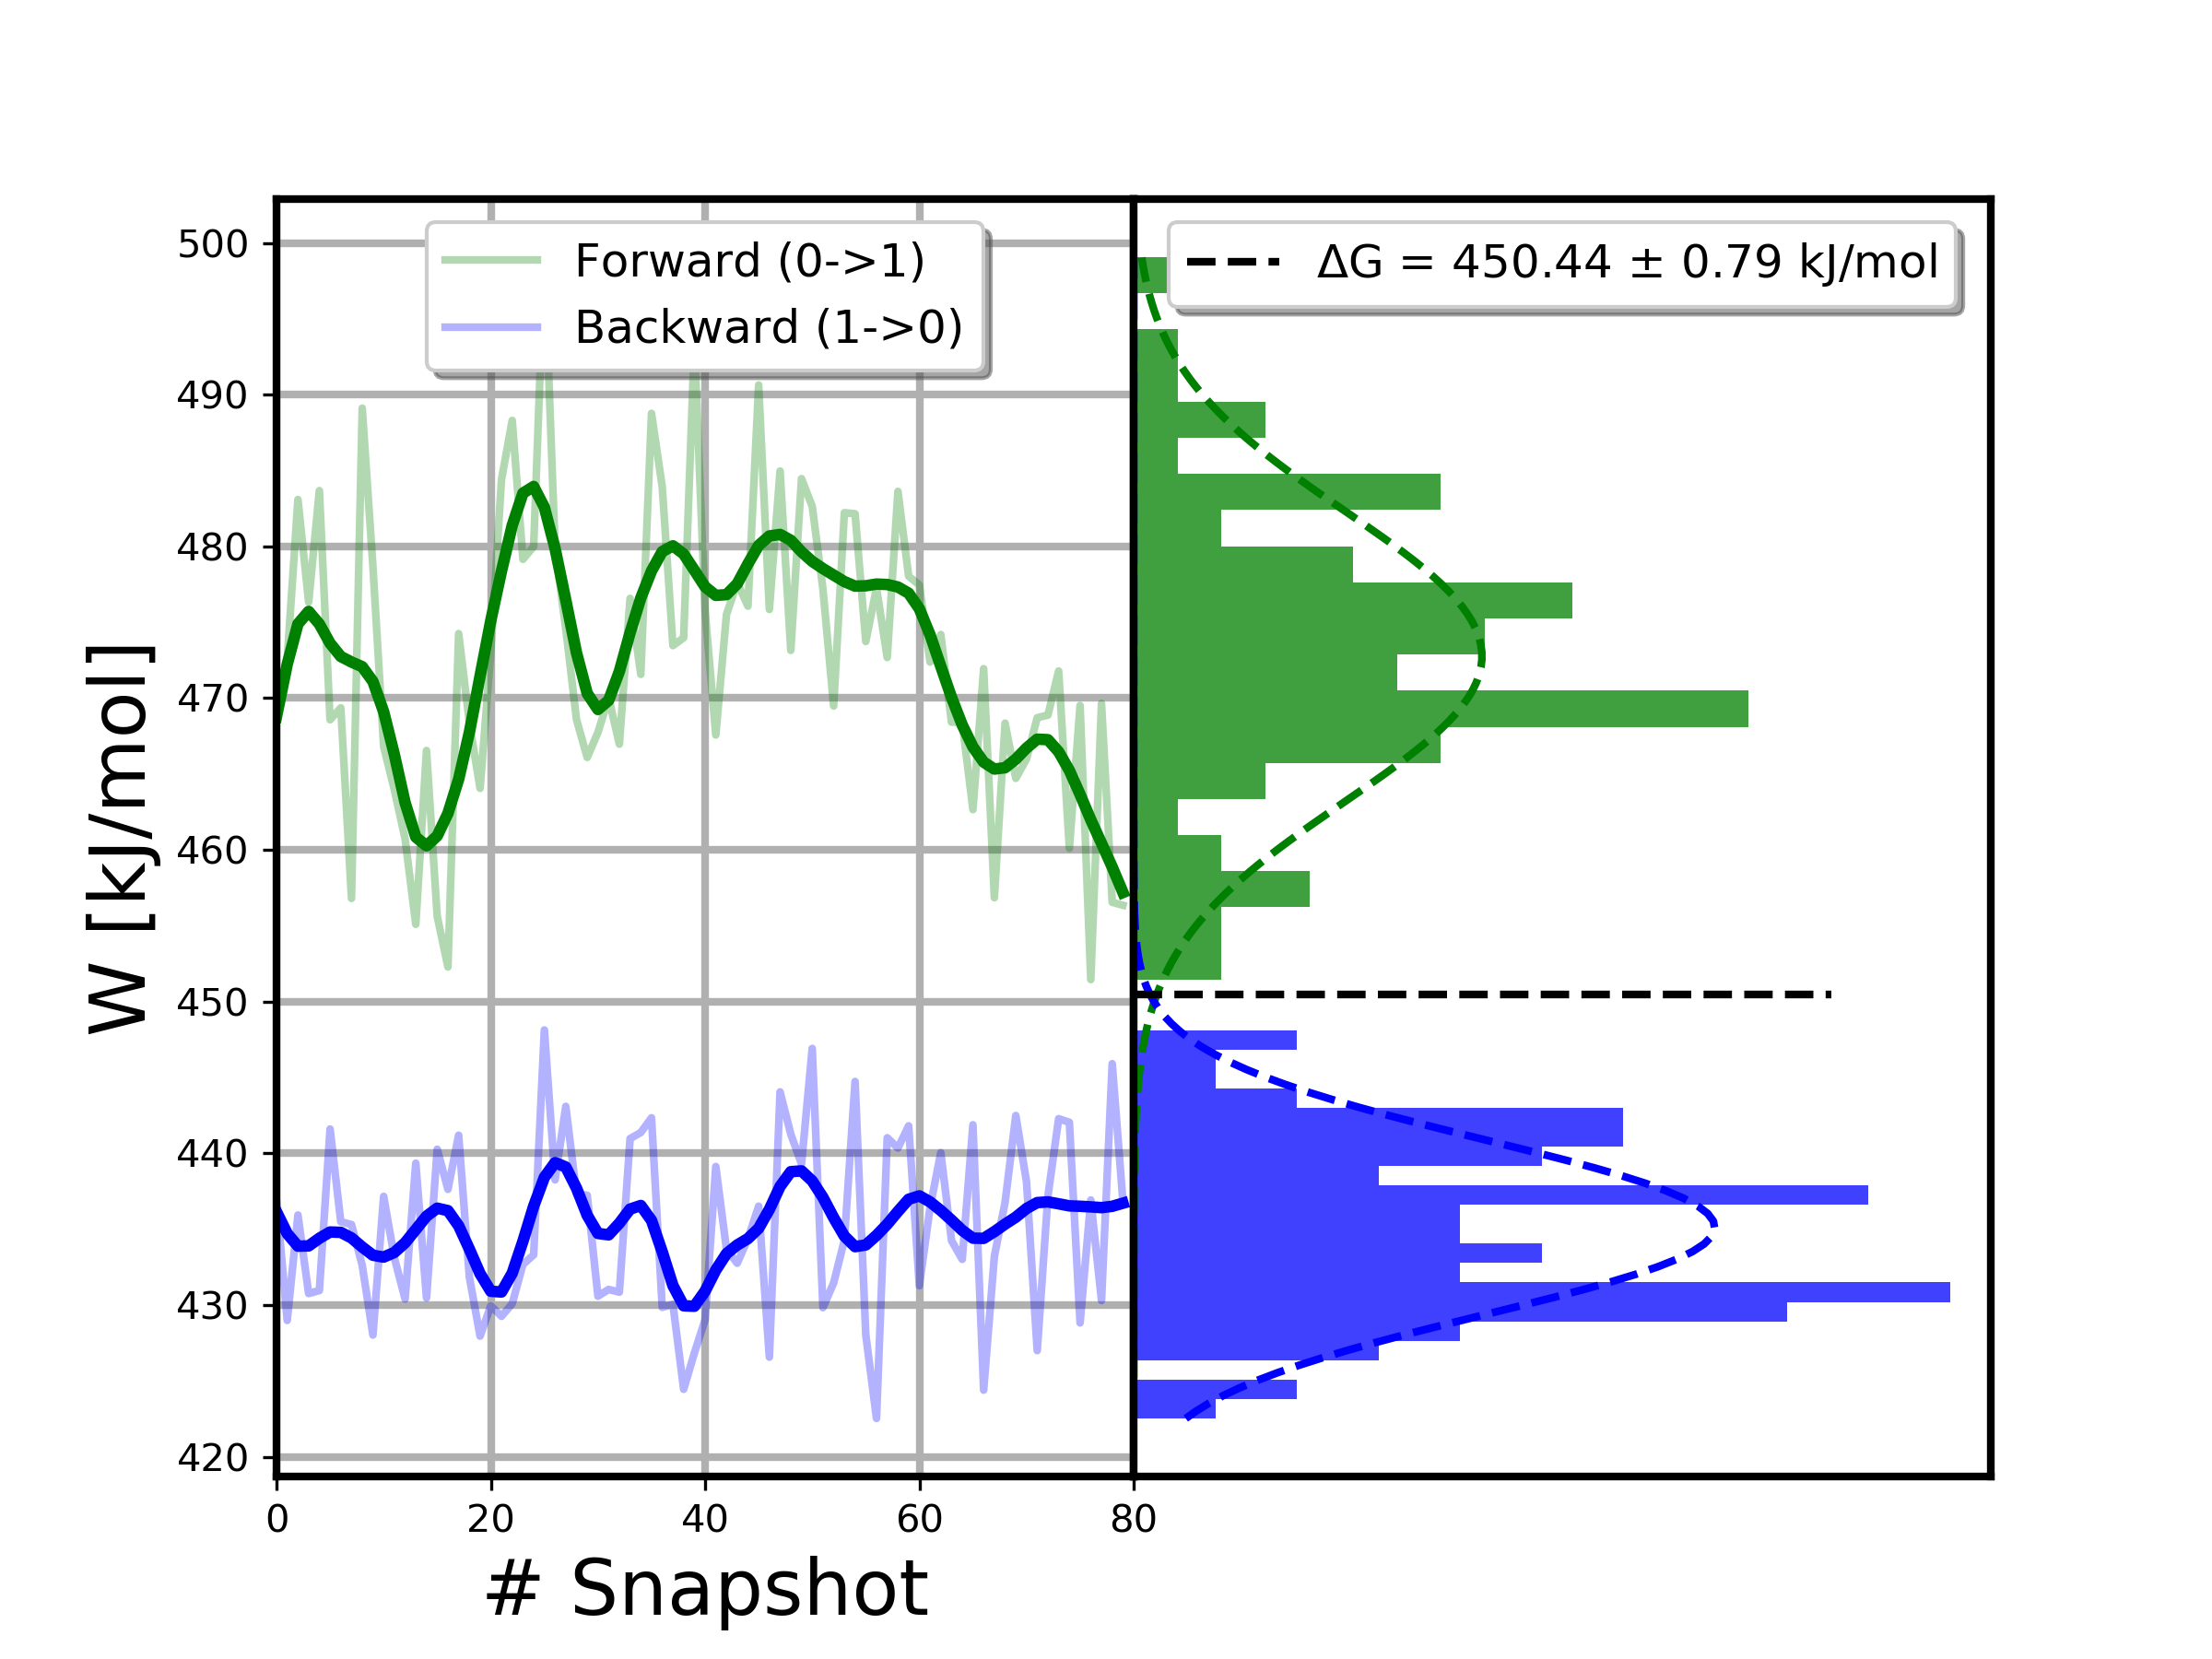 Forward (0->1)
Backward (1->0)
ΔG = 450.44 ± 0.79 kJ/mol
W [kJ/mol]
500
490
480
470
460
450
440
430
420
0 20 40 60 80
# Snapshot